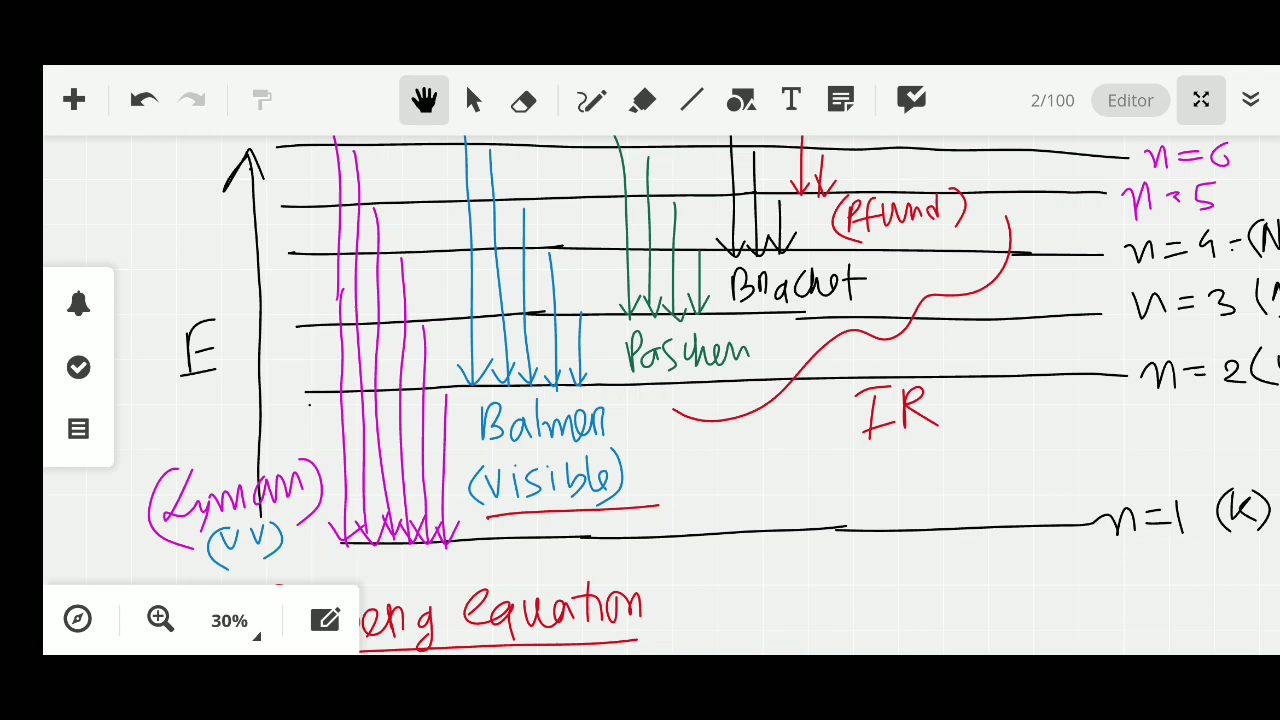 2/100 Editor
n=6
n=5
(Pfund)
n=4-(N
Brachet
n=3 (
E
Paschen
n=2(
IR
Balmer
(visible)
(Lyman)
(UV)
n=1 (K)
equation
30%